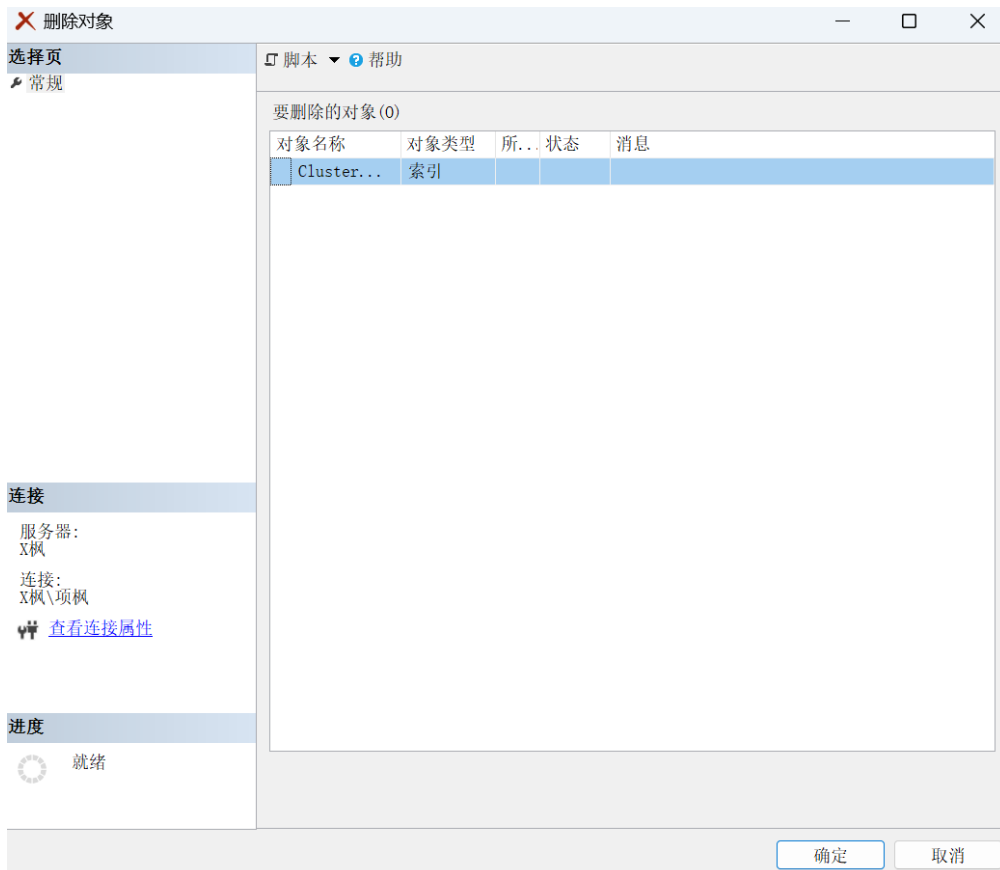 删除对象
选择页
常规
脚本 帮助
要删除的对象(O)
对象名称 对象类型 所... 状态 消息
Cluster... 索引
连接
服务器:
X枫
连接:
X枫\项枫
查看连接属性
进度
就绪
确定 取消